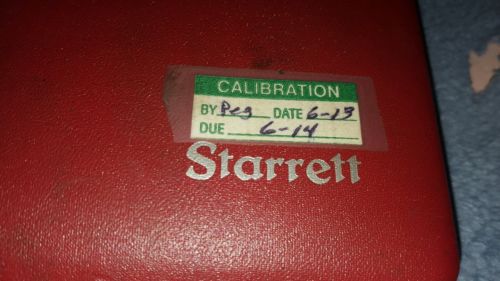 CALIBRATION
BY Peg DATE 6-13
DUE 6-14
Starrett